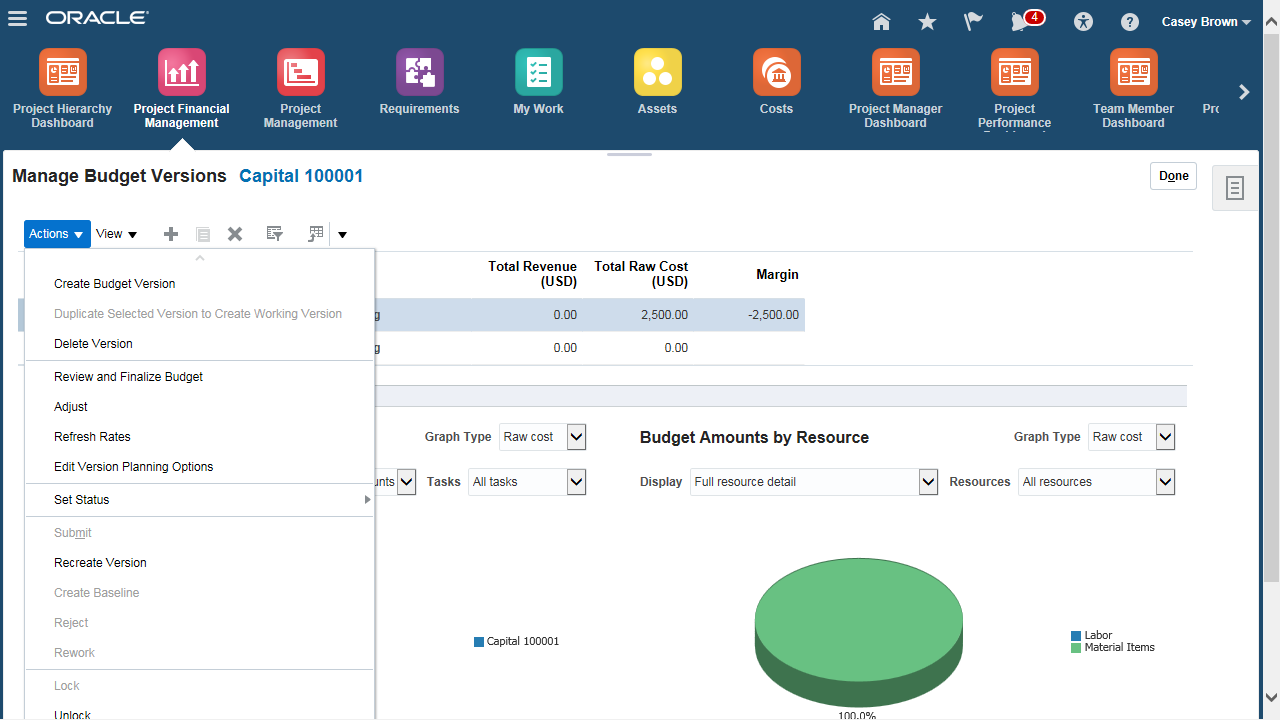 ORACLE
4
Casey Brown
Project Hierarchy
Dashboard
Project Financial
Management
Project
Management
Requirements
My Work
Assets
Costs
Project Manager
Dashboard
Project
Performance
Team Member
Dashboard
Manage Budget Versions Capital 100001
Done
Actions
View
Total Revenue
(USD)
Total Raw Cost
(USD)
Margin
g 0.00 2,500.00 -2,500.00
g 0.00 0.00
Create Budget Version
Duplicate Selected Version to Create Working Version
Delete Version
Review and Finalize Budget
Adjust
Refresh Rates
Edit Version Planning Options
Set Status
Submit
Recreate Version
Create Baseline
Reject
Rework
Lock
Unlock
Graph Type Raw cost
unts Tasks All tasks
Capital 100001
Budget Amounts by Resource
Graph Type Raw cost
Display Full resource detail
Resources All resources
Labor
Material Items
100.0%